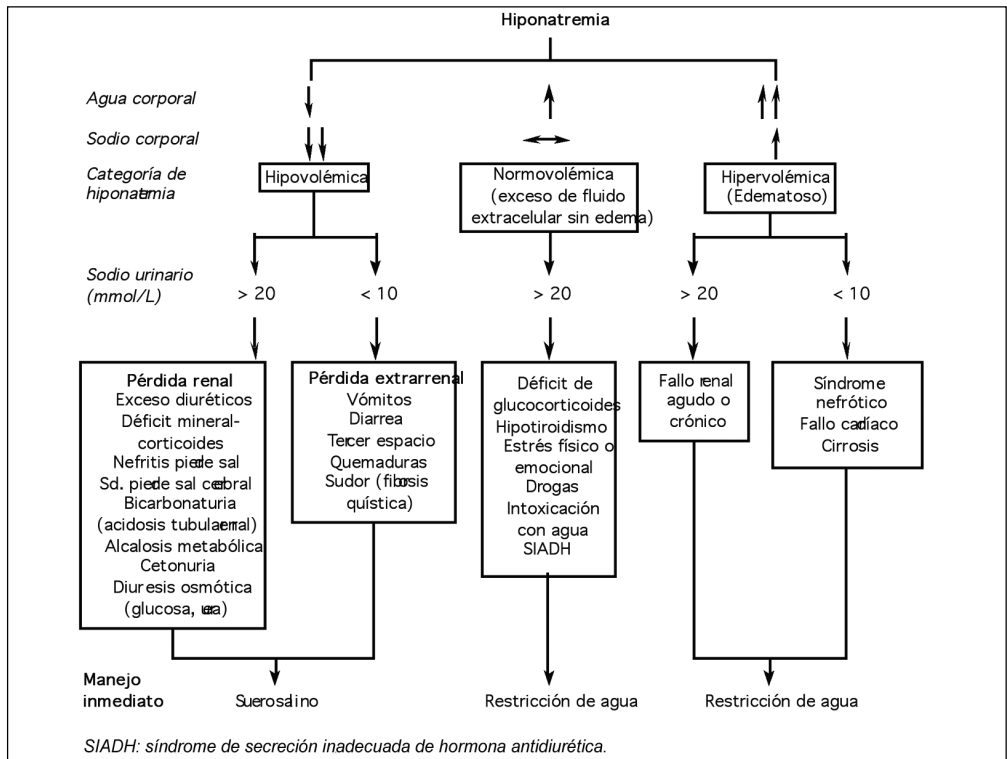 Hiponatremia
Agua corporal
Sodio corporal
Categoría de
hiponatremia
Hipovolémica
Normovolémica
(exceso de fluido
extracelular sin edema)
Hipervolémica
(Edematoso)
Sodio urinario
(mmol/L)
> 20
< 10
> 20
> 20
< 10
Pérdida renal
Exceso diuréticos
Déficit mineral-
corticoides
Nefritis pierde sal
Sd. pierde sal cerebral
Bicarbonaturia
(acidosis tubular renal)
Alcalosis metabólica
Cetonuria
Diuresis osmótica
(glucosa, urea)
Pérdida extrarrenal
Vómitos
Diarrea
Tercer espacio
Quemaduras
Sudor (fibrosis
quística)
Déficit de
glucocorticoides
Hipotiroidismo
Estrés físico o
emocional
Drogas
Intoxicación
con agua
SIADH
Fallo renal
agudo o
crónico
Síndrome
nefrótico
Fallo cardíaco
Cirrosis
Manejo
inmediato
Suero salino
Restricción de agua
Restricción de agua
SIADH: síndrome de secreción inadecuada de hormona antidiurética.